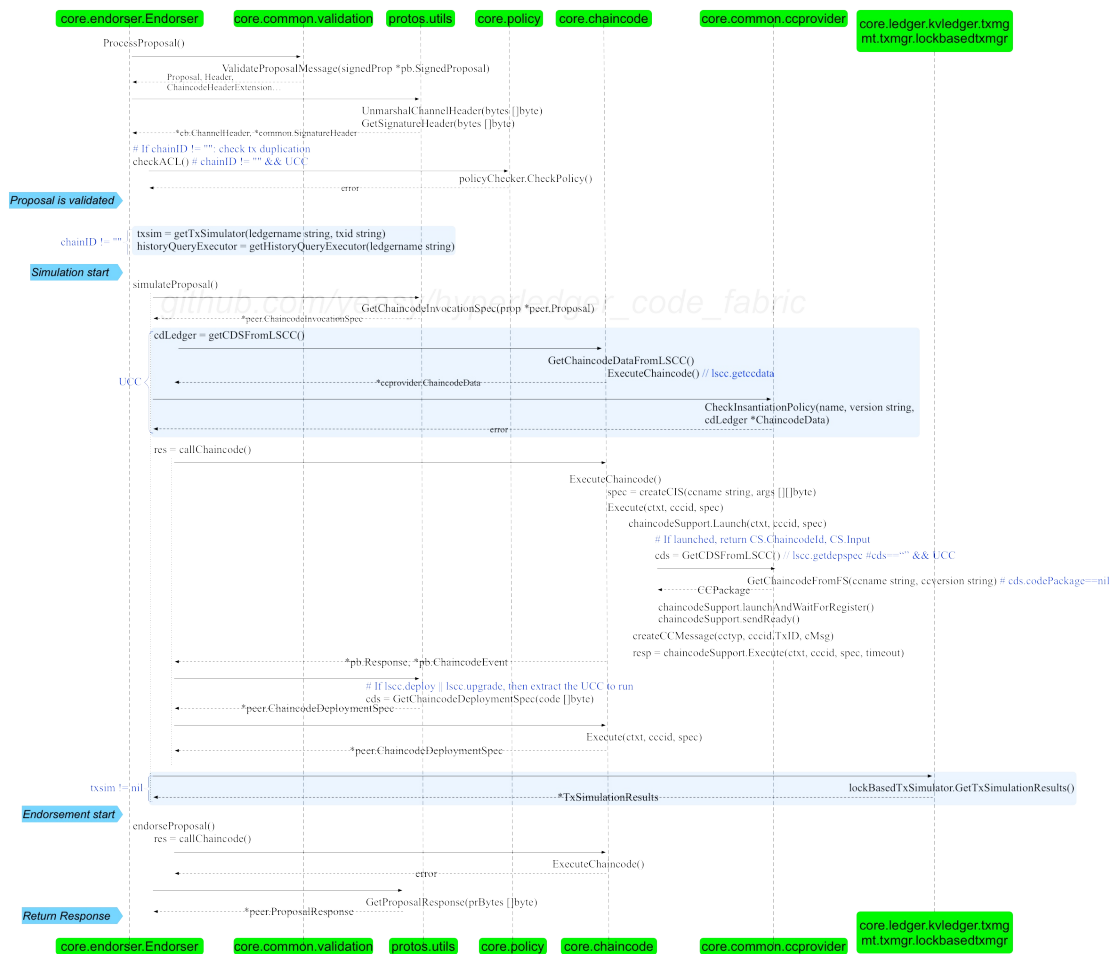 core.endorser.Endorser
core.common.validation
protos.utils
core.policy
core.chaincode
core.common.ccprovider
core.ledger.kvledger.txmg
mt.txmgr.lockbasedtxmgr
ProcessProposal()
ValidateProposalMessage(signedProp *pb.SignedProposal)
Proposal, Header,
ChaincodeHeaderExtension...
UnmarshalChannelHeader(bytes []byte)
GetSignatureHeader(bytes []byte)
*cb.ChannelHeader, *common.SignatureHeader
# If chainID != "": check tx duplication
checkACL() # chainID != "" && UCC
policyChecker.CheckPolicy()
error
Proposal is validated
chainID != ""
txsim = getTxSimulator(ledgername string, txid string)
historyQueryExecutor = getHistoryQueryExecutor(ledgername string)
Simulation start
simulateProposal()
github.com/yeasy/hyperledger_code_fabric
GetChaincodeInvocationSpec(prop *peer.Proposal)
*peer.ChaincodeInvocationSpec
cdLedger = getCDSFromLSCC()
GetChaincodeDataFromLSCC()
ExecuteChaincode() // lscc.getccdata
UCC
*ccprovider.ChaincodeData
CheckInsantiationPolicy(name, version string,
cdLedger *ChaincodeData)
error
res = callChaincode()
ExecuteChaincode()
spec = createCIS(ccname string, args [][]byte)
Execute(ctxt, cccid, spec)
chaincodeSupport.Launch(ctxt, cccid, spec)
# If launched, return CS.ChaincodeId, CS.Input
cds = GetCDSFromLSCC() // lscc.getdepspec #cds=="" && UCC
GetChaincodeFromFS(ccname string, ccversion string) # cds.codePackage==nil
CCPackage
chaincodeSupport.launchAndWaitForRegister()
chaincodeSupport.sendReady()
createCCMessage(cctyp, cccid.TxID, cMsg)
resp = chaincodeSupport.Execute(ctxt, cccid, spec, timeout)
*pb.Response, *pb.ChaincodeEvent
# If lscc.deploy || lscc.upgrade, then extract the UCC to run
cds = GetChaincodeDeploymentSpec(code []byte)
*peer.ChaincodeDeploymentSpec
Execute(ctxt, cccid, spec)
*peer.ChaincodeDeploymentSpec
txsim != nil
lockBasedTxSimulator.GetTxSimulationResults()
*TxSimulationResults
Endorsement start
endorseProposal()
res = callChaincode()
ExecuteChaincode()
error
GetProposalResponse(prBytes []byte)
*peer.ProposalResponse
Return Response
core.endorser.Endorser
core.common.validation
protos.utils
core.policy
core.chaincode
core.common.ccprovider
core.ledger.kvledger.txmg
mt.txmgr.lockbasedtxmgr